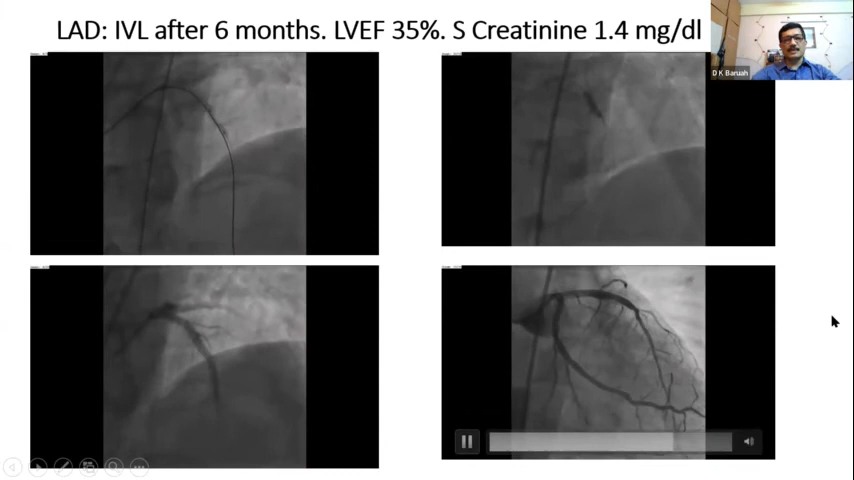 LAD: IVL after 6 months. LVEF 35%. S Creatinine 1.4 mg/dl
D K Baruah